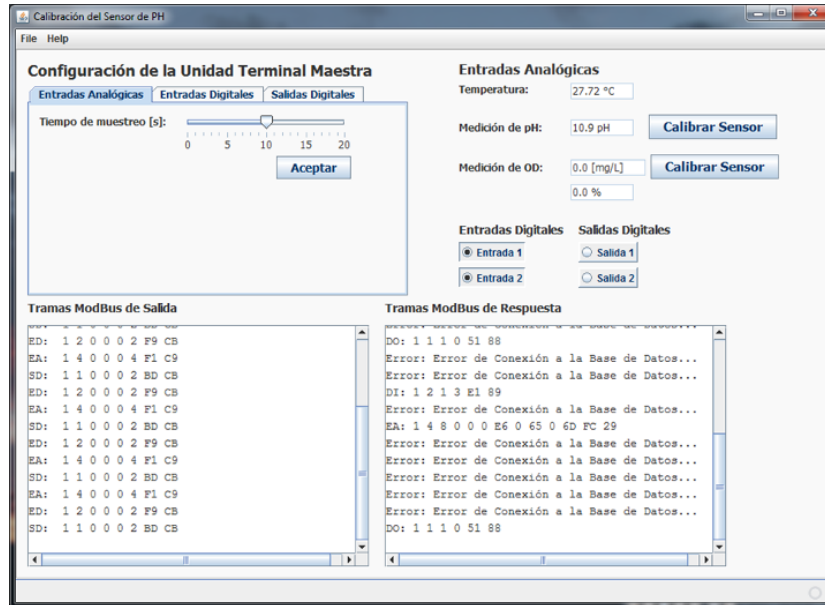 Calibración del Sensor de PH
File Help
Configuración de la Unidad Terminal Maestra
Entradas Analógicas Entradas Digitales Salidas Digitales
Tiempo de muestreo [s]:
0 5 10 15 20
Aceptar
Entradas Analógicas
Temperatura: 27.72 °C
Medición de pH: 10.9 pH Calibrar Sensor
Medición de OD: 0.0 [mg/L] Calibrar Sensor
0.0 %
Entradas Digitales Salidas Digitales
Entrada 1 Salida 1
Entrada 2 Salida 2
Tramas ModBus de Salida
ED: 1 2 0 0 0 2 F9 CB
EA: 1 4 0 0 0 4 F1 C9
SD: 1 1 0 0 0 2 BD CB
ED: 1 2 0 0 0 2 F9 CB
EA: 1 4 0 0 0 4 F1 C9
SD: 1 1 0 0 0 2 BD CB
ED: 1 2 0 0 0 2 F9 CB
EA: 1 4 0 0 0 4 F1 C9
SD: 1 1 0 0 0 2 BD CB
EA: 1 4 0 0 0 4 F1 C9
ED: 1 2 0 0 0 2 F9 CB
SD: 1 1 0 0 0 2 BD CB
Tramas ModBus de Respuesta
Error: Error de Conexión a la Base de Datos...
DO: 1 1 1 0 51 88
Error: Error de Conexión a la Base de Datos...
Error: Error de Conexión a la Base de Datos...
DI: 1 2 1 3 E1 89
Error: Error de Conexión a la Base de Datos...
EA: 1 4 8 0 0 0 E6 0 65 0 6D FC 29
Error: Error de Conexión a la Base de Datos...
Error: Error de Conexión a la Base de Datos...
Error: Error de Conexión a la Base de Datos...
Error: Error de Conexión a la Base de Datos...
Error: Error de Conexión a la Base de Datos...
DO: 1 1 1 0 51 88